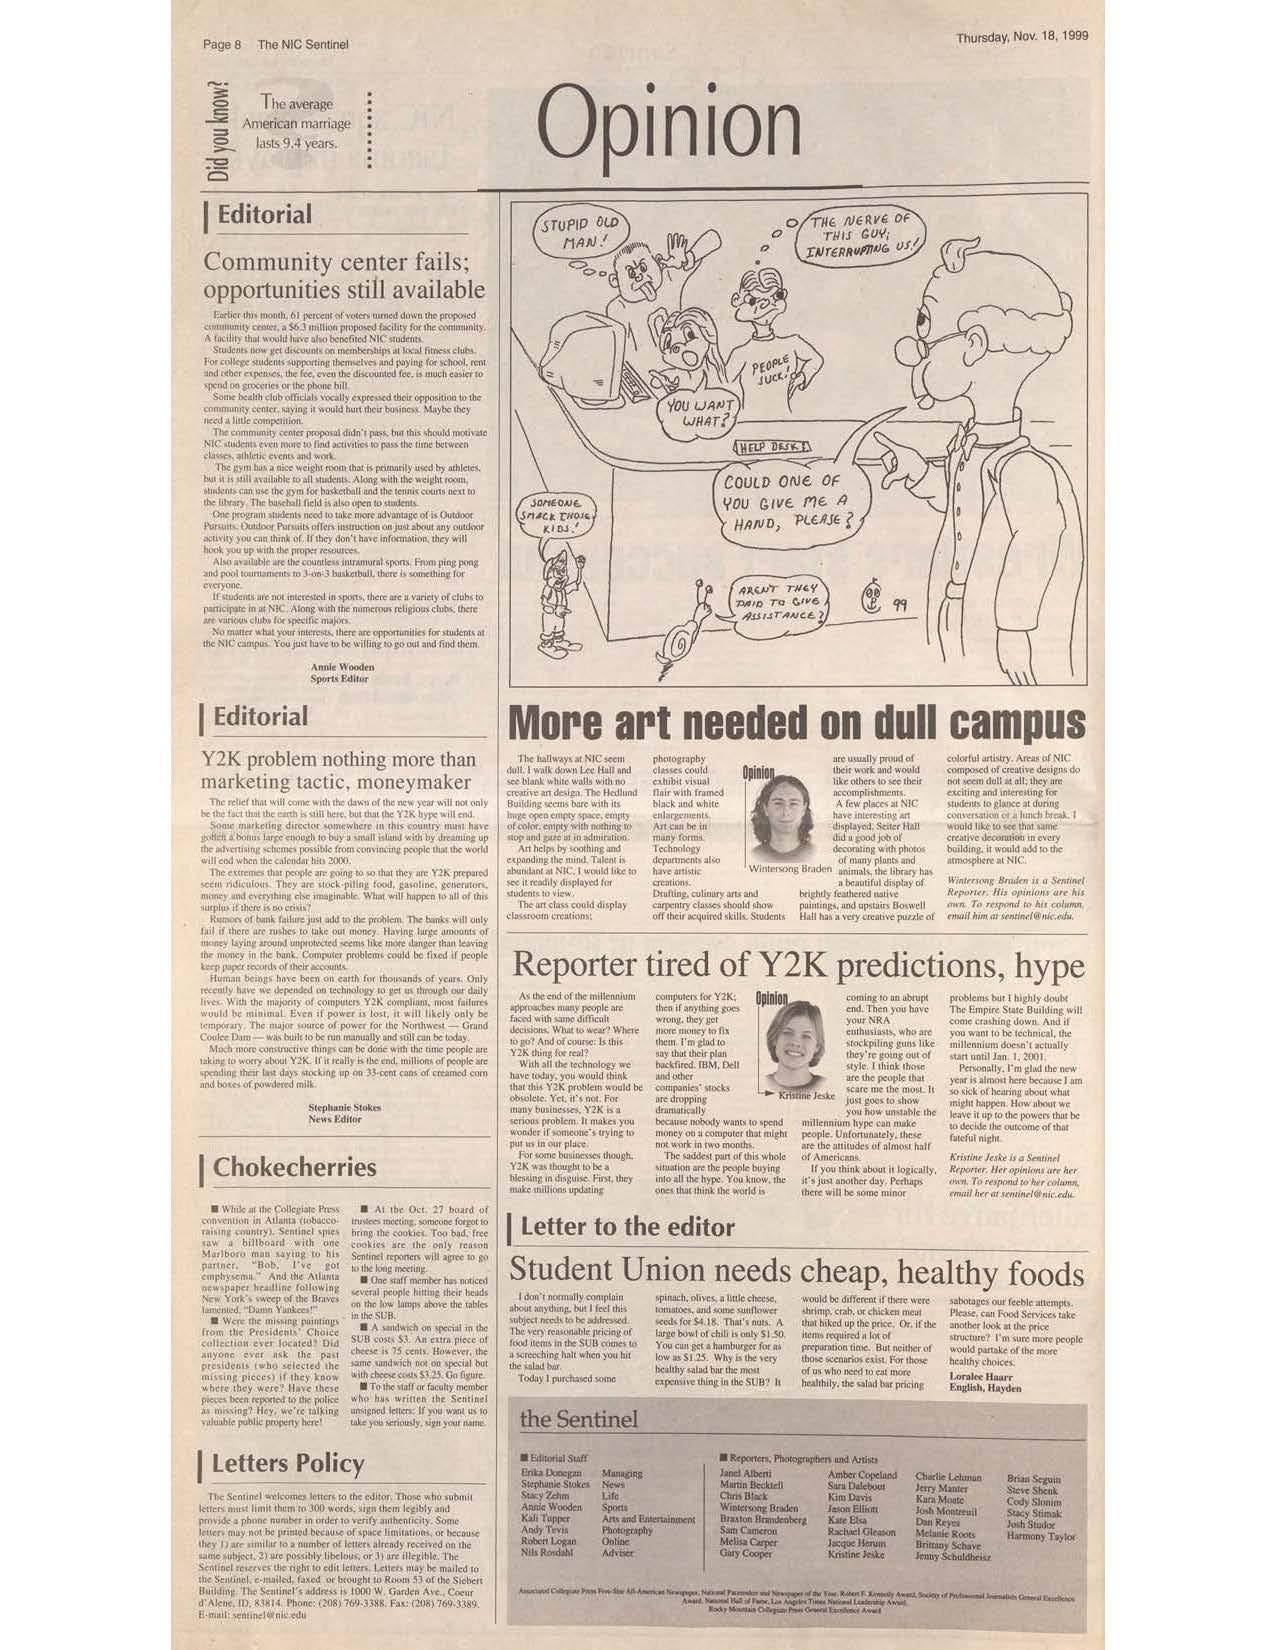 Page 8 The NIC Sentinel
Thursday, Nov. 18, 1999
Did you know?
The average
American marriage
lasts 9.4 years.
Opinion
Editorial
Community center fails;
opportunities still available
Earlier this month, 61 percent of voters turned down the proposed
community center, a $6.3 million proposed facility for the community.
A facility that would have also benefited NIC students.
Students now get discounts on memberships at local fitness clubs.
For college students supporting themselves and paying for school, rent
and other expenses, the fee, even the discounted fee, is much easier to
spend on groceries or the phone bill.
Some health club officials vocally expressed their opposition to the
community center, saying it would hurt their business. Maybe they
need a little competition.
The community center proposal didn't pass, but this should motivate
NIC students even more to find activities to pass the time between
classes, athletic events and work.
The gym has a nice weight room that is primarily used by athletes,
but it is still available to all students. Along with the weight room,
students can use the gym for basketball and the tennis courts next to
the library. The baseball field is also open to students.
One program students need to take more advantage of is Outdoor
Pursuits. Outdoor Pursuits offers instruction on just about any outdoor
activity you can think of. If they don't have information, they will
hook you up with the proper resources.
Also available are the countless intramural sports. From ping pong
and pool tournaments to 3-on-3 basketball, there is something for
everyone.
If students are not interested in sports, there are a variety of clubs to
participate in at NIC. Along with the numerous religious clubs, there
are various clubs for specific majors.
No matter what your interests, there are opportunities for students at
the NIC campus. You just have to be willing to go out and find them.
Annie Wooden
Sports Editor
Editorial
Y2K problem nothing more than
marketing tactic, moneymaker
The relief that will come with the dawn of the new year will not only
be the fact that the earth is still here, but that the Y2K hype will end.
Some marketing director somewhere in this country must have
gotten a bonus large enough to buy a small island with by dreaming up
the advertising schemes possible from convincing people that the world
will end when the calendar hits 2000.
The extremes that people are going to so that they are Y2K prepared
seem ridiculous. They are stock-piling food, gasoline, generators,
money and everything else imaginable. What will happen to all of this
surplus if there is no crisis?
Rumors of bank failure just add to the problem. The banks will only
fail if there are rushes to take out money. Having large amounts of
money laying around unprotected seems like more danger than leaving
the money in the bank. Computer problems could be fixed if people
keep paper records of their accounts.
Human beings have been on earth for thousands of years. Only
recently have we depended on technology to get us through our daily
lives. With the majority of computers Y2K compliant, most failures
would be minimal. Even if power is lost, it will likely only be
temporary. The major source of power for the Northwest — Grand
Coulee Dam — was built to be run manually and still can be today.
Much more constructive things can be done with the time people are
taking to worry about Y2K. If it really is the end, millions of people are
spending their last days stocking up on 33-cent cans of creamed corn
and boxes of powdered milk.
Stephanie Stokes
News Editor
Chokecherries
■ While at the Collegiate Press
convention in Atlanta (tobacco-
raising country), Sentinel spies
saw a billboard with one
Marlboro man saying to his
partner, "Bob, I've got
emphysema." And the Atlanta
newspaper headline following
New York's sweep of the Braves
lamented, "Damn Yankees!"
■ Were the missing paintings
from the Presidents' Choice
collection ever located? Did
anyone ever ask the past
presidents (who selected the
missing pieces) if they know
where they were? Have these
pieces been reported to the police
as missing? Hey, we're talking
valuable public property here!
■ At the Oct. 27 board of
trustees meeting, someone forgot to
bring the cookies. Too bad, free
cookies are the only reason
Sentinel reporters will agree to go
to the long meeting.
■ One staff member has noticed
several people hitting their heads
on the low lamps above the tables
in the SUB.
■ A sandwich on special in the
SUB costs $3. An extra piece of
cheese is 75 cents. However, the
same sandwich not on special but
with cheese costs $3.25. Go figure.
■ To the staff or faculty member
who has written the Sentinel
unsigned letters: If you want us to
take you seriously, sign your name.
Letters Policy
The Sentinel welcomes letters to the editor. Those who submit
letters must limit them to 300 words, sign them legibly and
provide a phone number in order to verify authenticity. Some
letters may not be printed because of space limitations, or because
they 1) are similar to a number of letters already received on the
same subject, 2) are possibly libelous, or 3) are illegible. The
Sentinel reserves the right to edit letters. Letters may be mailed to
the Sentinel, e-mailed, faxed or brought to Room 53 of the Siebert
Building. The Sentinel's address is 1000 W. Garden Ave., Coeur
d'Alene, ID, 83814. Phone: (208) 769-3388. Fax: (208) 769-3389.
E-mail: sentinel@nic.edu
STUPID OLD
MAN!
THE NERVE OF
THIS GUY;
INTERRUPTING US!
PEOPLE
SUCK!
YOU WANT
WHAT?
HELP DESK
COULD ONE OF
YOU GIVE ME A
HAND, PLEASE?
SOMEONE
SMACK THOSE
KIDS!
AREN'T THEY
PAID TO GIVE
ASSISTANCE?
99
More art needed on dull campus
The hallways at NIC seem
dull. I walk down Lee Hall and
see blank white walls with no
creative art design. The Hedlund
Building seems bare with its
huge open empty space, empty
of color, empty with nothing to
stop and gaze at in admiration.
Art helps by soothing and
expanding the mind. Talent is
abundant at NIC, I would like to
see it readily displayed for
students to view.
The art class could display
classroom creations;
photography
classes could
exhibit visual
flair with framed
black and white
enlargements.
Art can be in
many forms.
Technology
departments also
have artistic
creations.
Drafting, culinary arts and
carpentry classes should show
off their acquired skills. Students
Opinion
Wintersong Braden
are usually proud of
their work and would
like others to see their
accomplishments.
A few places at NIC
have interesting art
displayed; Seiter Hall
did a good job of
decorating with photos
of many plants and
animals, the library has
a beautiful display of
brightly feathered native
paintings, and upstairs Boswell
Hall has a very creative puzzle of
colorful artistry. Areas of NIC
composed of creative designs do
not seem dull at all; they are
exciting and interesting for
students to glance at during
conversation or a lunch break. I
would like to see that same
creative decoration in every
building, it would add to the
atmosphere at NIC.
Wintersong Braden is a Sentinel
Reporter. His opinions are his
own. To respond to his column,
email him at sentinel@nic.edu.
Reporter tired of Y2K predictions, hype
As the end of the millennium
approaches many people are
faced with same difficult
decisions. What to wear? Where
to go? And of course: Is this
Y2K thing for real?
With all the technology we
have today, you would think
that this Y2K problem would be
obsolete. Yet, it's not. For
many businesses, Y2K is a
serious problem. It makes you
wonder if someone's trying to
put us in our place.
For some businesses though,
Y2K was thought to be a
blessing in disguise. First, they
make millions updating
computers for Y2K;
then if anything goes
wrong, they get
more money to fix
them. I'm glad to
say that their plan
backfired. IBM, Dell
and other
companies' stocks
are dropping
dramatically
because nobody wants to spend
money on a computer that might
not work in two months.
The saddest part of this whole
situation are the people buying
into all the hype. You know, the
ones that think the world is
Opinion
Kristine Jeske
coming to an abrupt
end. Then you have
your NRA
enthusiasts, who are
stockpiling guns like
they're going out of
style. I think those
are the people that
scare me the most. It
just goes to show
you how unstable the
millennium hype can make
people. Unfortunately, these
are the attitudes of almost half
of Americans.
If you think about it logically,
it's just another day. Perhaps
there will be some minor
problems but I highly doubt
The Empire State Building will
come crashing down. And if
you want to be technical, the
millennium doesn't actually
start until Jan. 1, 2001.
Personally, I'm glad the new
year is almost here because I am
so sick of hearing about what
might happen. How about we
leave it up to the powers that be
to decide the outcome of that
fateful night.
Kristine Jeske is a Sentinel
Reporter. Her opinions are her
own. To respond to her column,
email her at sentinel@nic.edu.
Letter to the editor
Student Union needs cheap, healthy foods
I don't normally complain
about anything, but I feel this
subject needs to be addressed.
The very reasonable pricing of
food items in the SUB comes to
a screeching halt when you hit
the salad bar.
Today I purchased some
spinach, olives, a little cheese,
tomatoes, and some sunflower
seeds for $4.18. That's nuts. A
large bowl of chili is only $1.50.
You can get a hamburger for as
low as $1.25. Why is the very
healthy salad bar the most
expensive thing in the SUB? It
would be different if there were
shrimp, crab, or chicken meat
that hiked up the price. Or, if the
items required a lot of
preparation time. But neither of
those scenarios exist. For those
of us who need to eat more
healthily, the salad bar pricing
sabotages our feeble attempts.
Please, can Food Services take
another look at the price
structure? I'm sure more people
would partake of the more
healthy choices.
Loralee Haarr
English, Hayden
the Sentinel
■ Editorial Staff
Erika Donegan Managing
Stephanie Stokes News
Stacy Zehm Life
Annie Wooden Sports
Kali Tupper Arts and Entertainment
Andy Tevis Photography
Robert Logan Online
Nils Rosdahl Adviser
■ Reporters, Photographers and Artists
Janel Alberti
Martin Becktell
Chris Black
Wintersong Braden
Braxton Brandenberg
Sam Cameron
Melisa Carper
Gary Cooper
Amber Copeland
Sara Dalebout
Kim Davis
Jason Elliott
Kate Elsa
Rachael Gleason
Jacque Herum
Kristine Jeske
Charlie Lehman
Jerry Manter
Kara Moate
Josh Montreuil
Dan Reyes
Melanie Roots
Brittany Schave
Jenny Schuldheisz
Brian Seguin
Steve Shenk
Cody Slonim
Stacy Stimak
Josh Studor
Harmony Taylor
Associated Collegiate Press Five-Star All-American Newspaper, National Pacemaker and Newspaper of the Year, Robert F. Kennedy Award, Society of Professional Journalists General Excellence
Award, National Hall of Fame, Los Angeles Times National Leadership Award,
Rocky Mountain Collegiate Press General Excellence Award